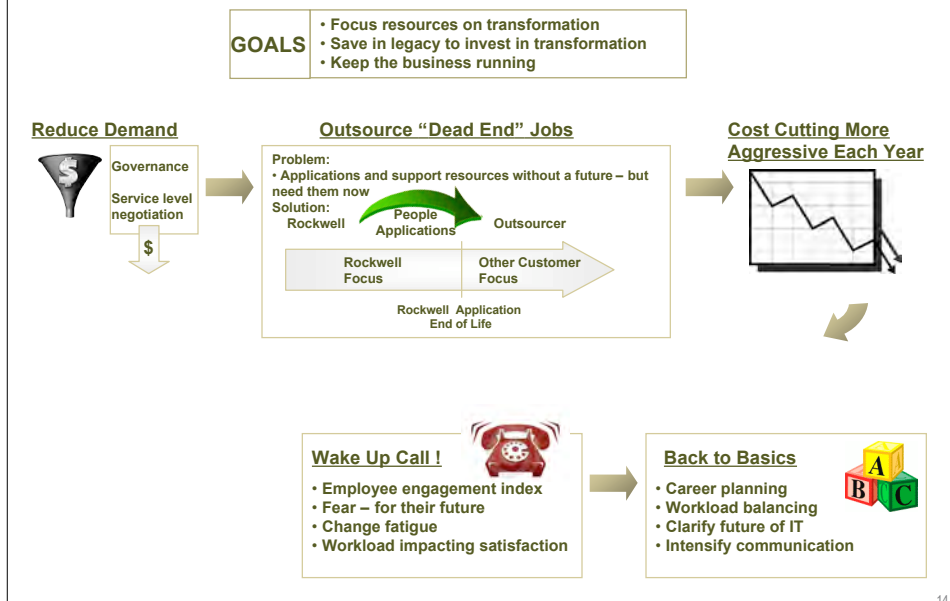 GOALS
• Focus resources on transformation
• Save in legacy to invest in transformation
• Keep the business running
Reduce Demand
$
Governance
Service level
negotiation
$
Outsource “Dead End” Jobs
Problem:
• Applications and support resources without a future – but
need them now
Solution:
Rockwell
People
Applications
Outsourcer
Rockwell
Focus
Other Customer
Focus
Rockwell Application
End of Life
Cost Cutting More
Aggressive Each Year
Wake Up Call !
• Employee engagement index
• Fear – for their future
• Change fatigue
• Workload impacting satisfaction
Back to Basics
• Career planning
• Workload balancing
• Clarify future of IT
• Intensify communication
A
B
C
14